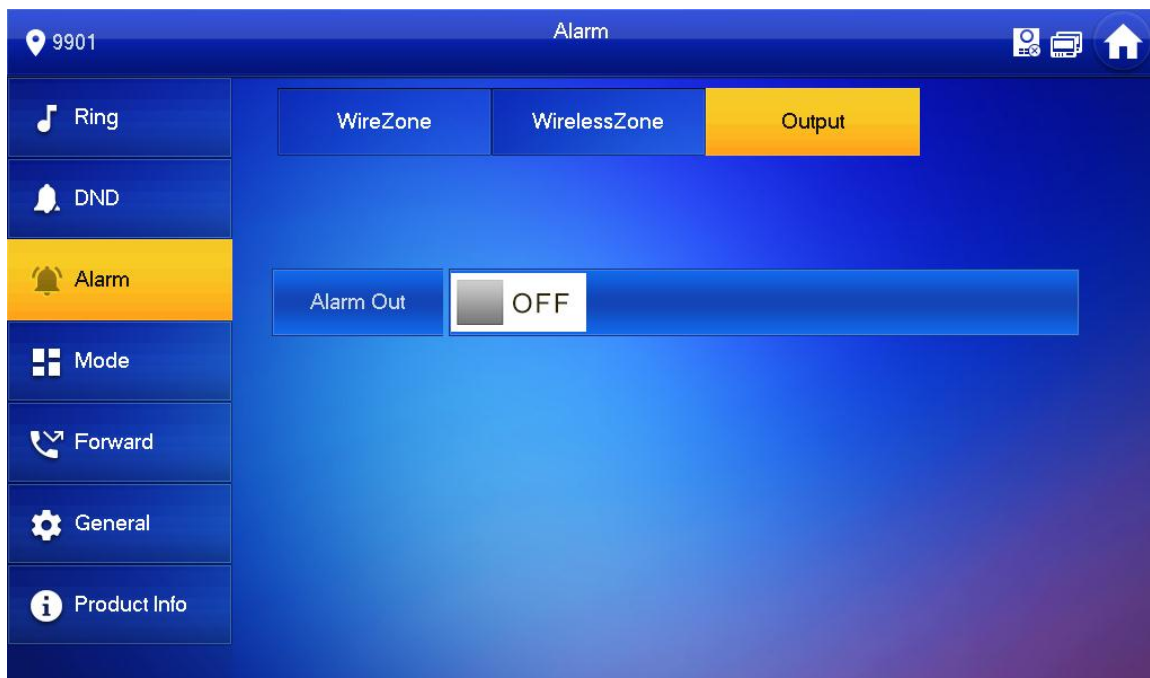 9901
Alarm
Ring
DND
Alarm
Mode
Forward
General
Product Info
WireZone
WirelessZone
Output
Alarm Out
OFF